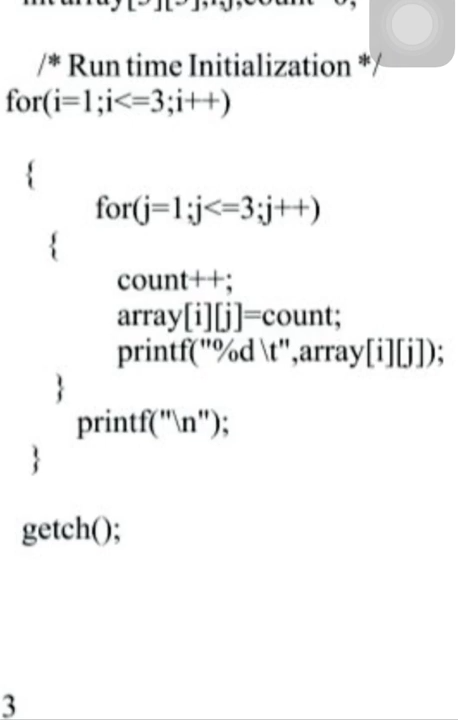 /* Run time Initialization */
for(i=1;i<=3;i++)
{
for(j=1;j<=3;j++)
{
count++;
array[i][j]=count;
printf("%d \t",array[i][j]);
}
printf("\n");
}
getch();
3